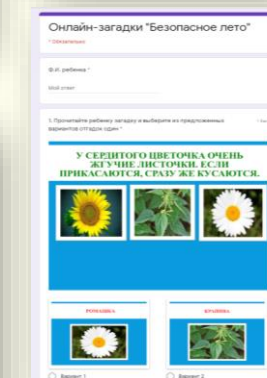 Онлайн-загадки "Безопасное лето"
* Обязательно
Ф.И. ребенка *
Мой ответ
1. Прочитайте ребенку загадку и выберите из предложенных
вариантов отгадок один *
У СЕРДИТОГО ЦВЕТОЧКА ОЧЕНЬ
ЖГУЧИЕ ЛИСТОЧКИ. ЕСЛИ
ПРИКАСАЮТСЯ, СРАЗУ ЖЕ КУСАЮТСЯ.
РОМАШКА
КРАПИВА
Вариант 1
Вариант 2